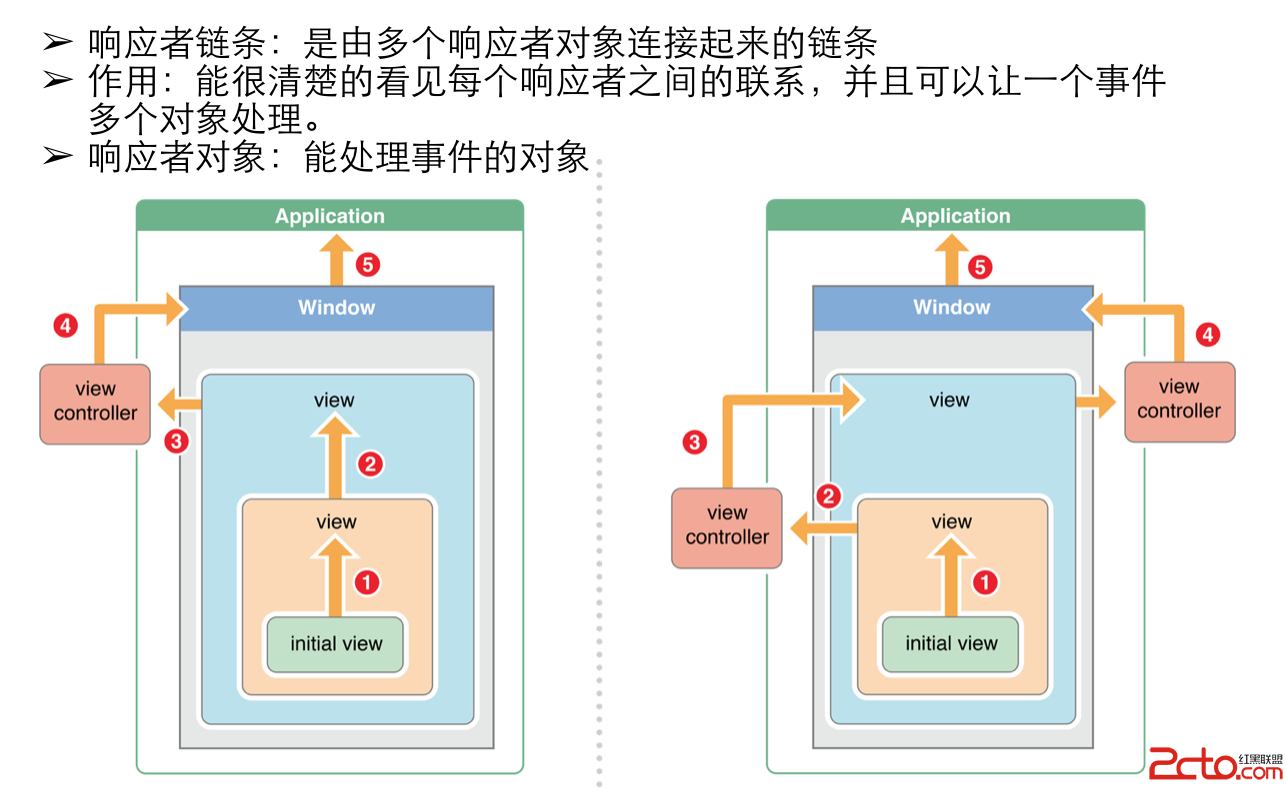 ➢ 响应者链条：是由多个响应者对象连接起来的链条
➢ 作用：能很清楚的看见每个响应者之间的联系，并且可以让一个事件
多个对象处理。
➢ 响应者对象：能处理事件的对象
Application
5
Window
4
view
controller
3
view
2
view
1
initial view
Application
5
Window
4
view
controller
view
3
2
view
controller
view
1
initial view
2cto.com
红黑联盟